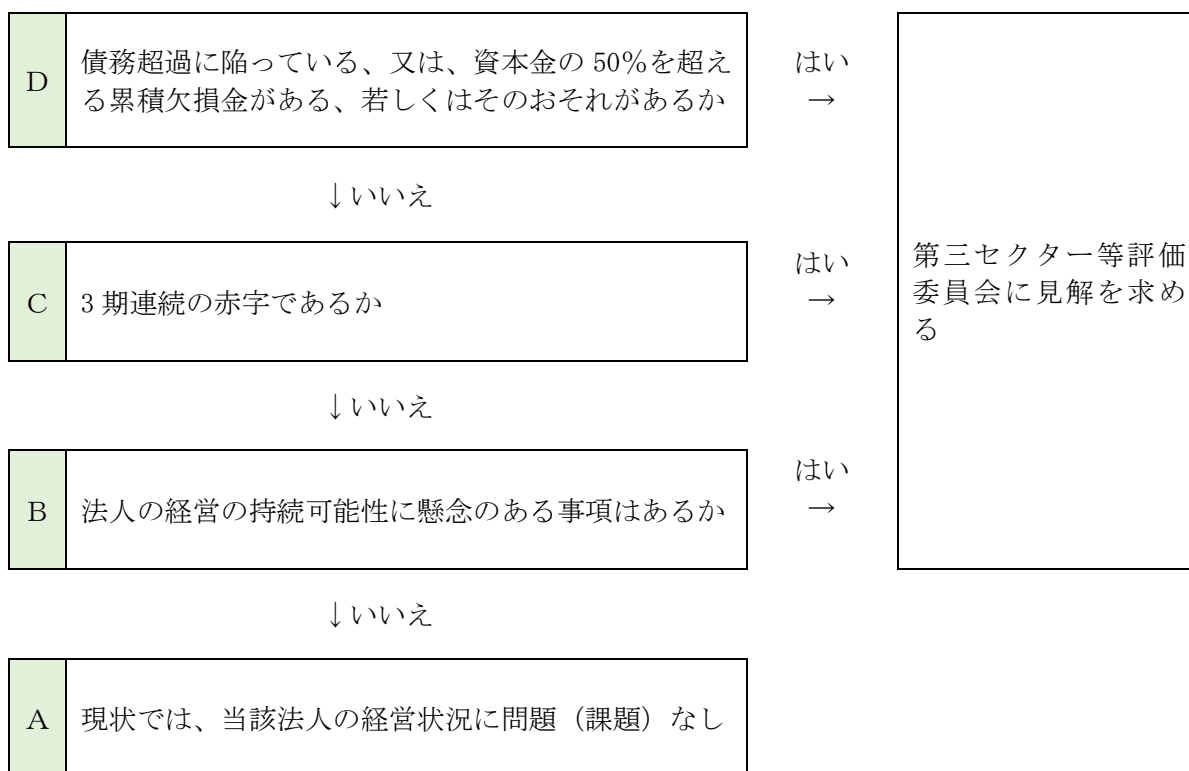 D
債務超過に陥っている、又は、資本金の 50%を超え
る累積欠損金がある、若しくはそのおそれがあるか
はい
→
↓いいえ
C
3 期連続の赤字であるか
はい
→
第三セクター等評価
委員会に見解を求め
る
↓いいえ
B
法人の経営の持続可能性に懸念のある事項はあるか
はい
→
↓いいえ
A
現状では、当該法人の経営状況に問題（課題）なし